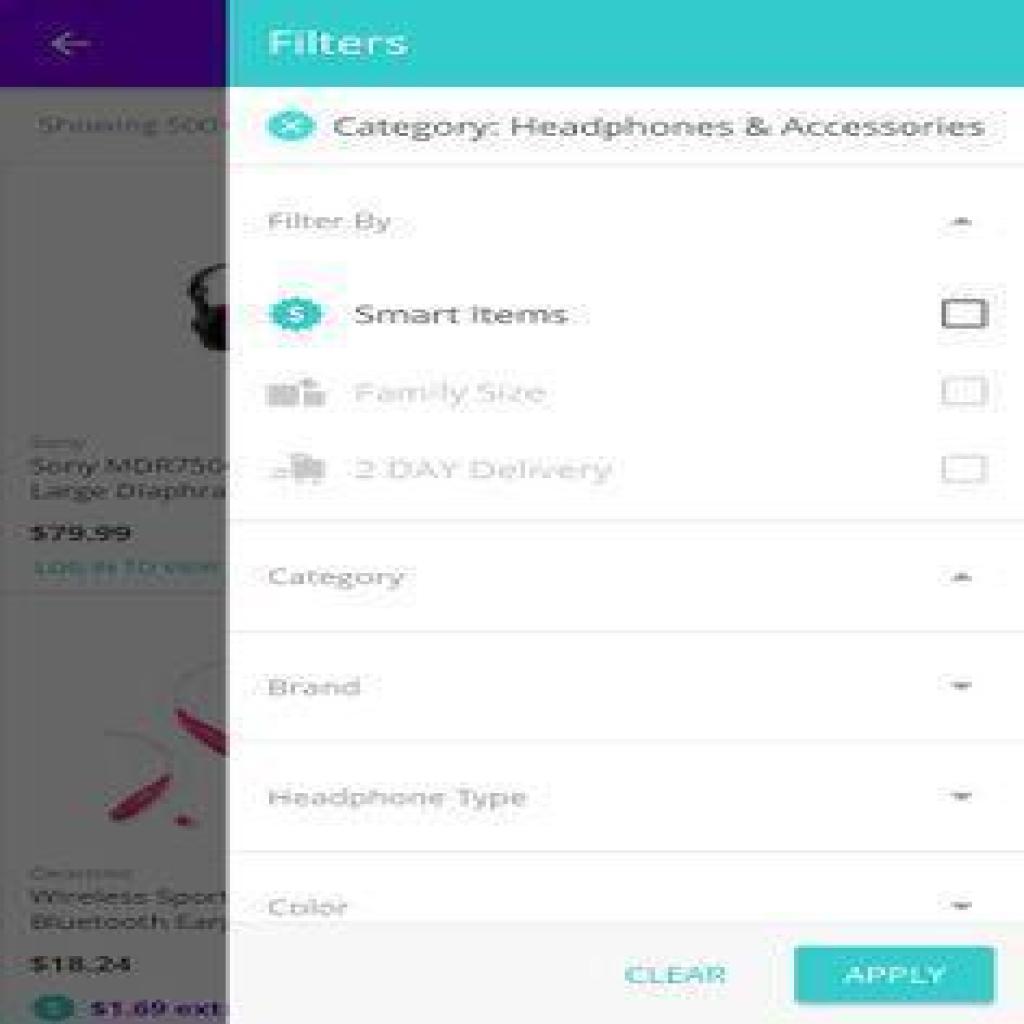 Filters
Showing 500
Category: Headphones & Accessories
Filter By
Smart Items
Family Size
2 DAY Delivery
Sony
Sony MDR750
Large Diaphra
$79.99
LOG IN TO VIEW
Category
Brand
Headphone Type
Color
Wireless Sport
Bluetooth Earp
$18.24
$1.69 ext
CLEAR
APPLY